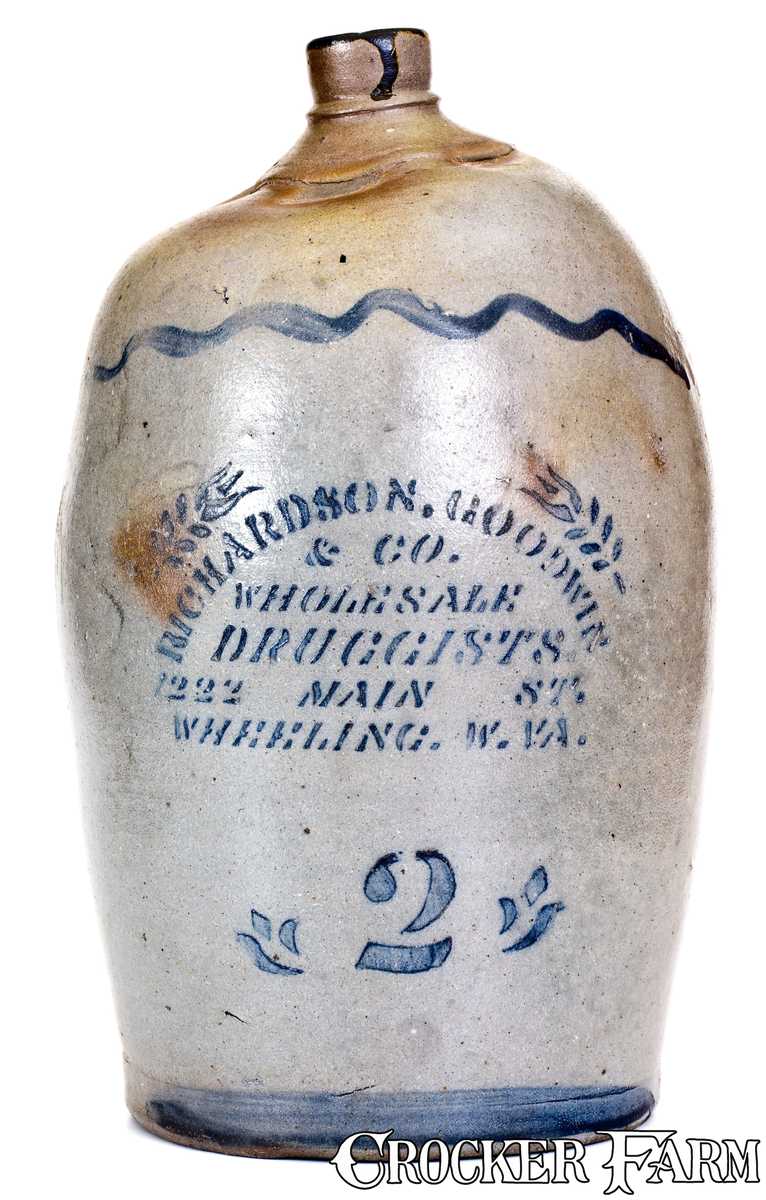 RICHARDSON, GOODWIN
& CO.
WHOLESALE
DRUGGISTS.
1222 MAIN ST.
WHEELING. W. VA.
2
CROCKER FARM